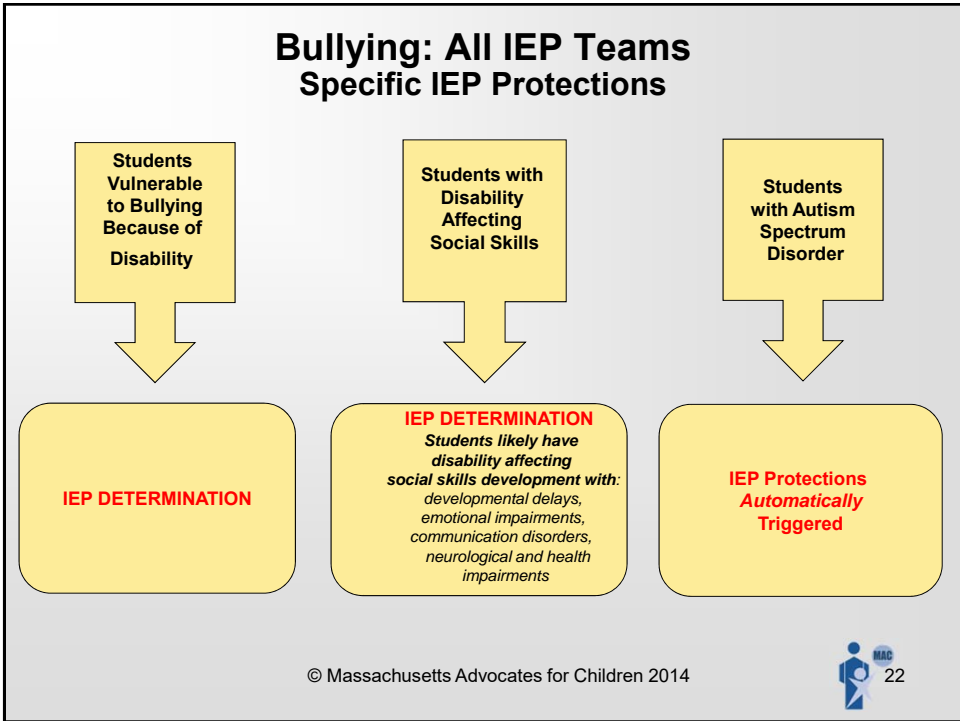 Bullying: All IEP Teams
Specific IEP Protections
Students
Vulnerable
to Bullying
Because of
Disability
Students with
Disability
Affecting
Social Skills
Students
with Autism
Spectrum
Disorder
IEP DETERMINATION
IEP DETERMINATION
Students likely have
disability affecting
social skills development with:
developmental delays,
emotional impairments,
communication disorders,
neurological and health
impairments
IEP Protections
Automatically
Triggered
© Massachusetts Advocates for Children 2014
MAC
22